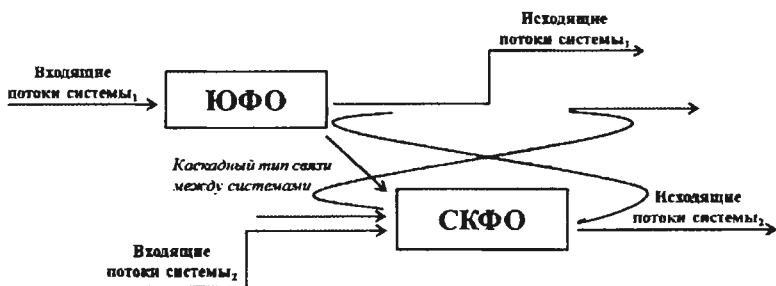 Исходящие
потоки системы₁
Входящие
потоки системы₁
ЮФО
Каскадный тип связи
между системами
СКФО
Исходящие
потоки системы₂
Входящие
потоки системы₂